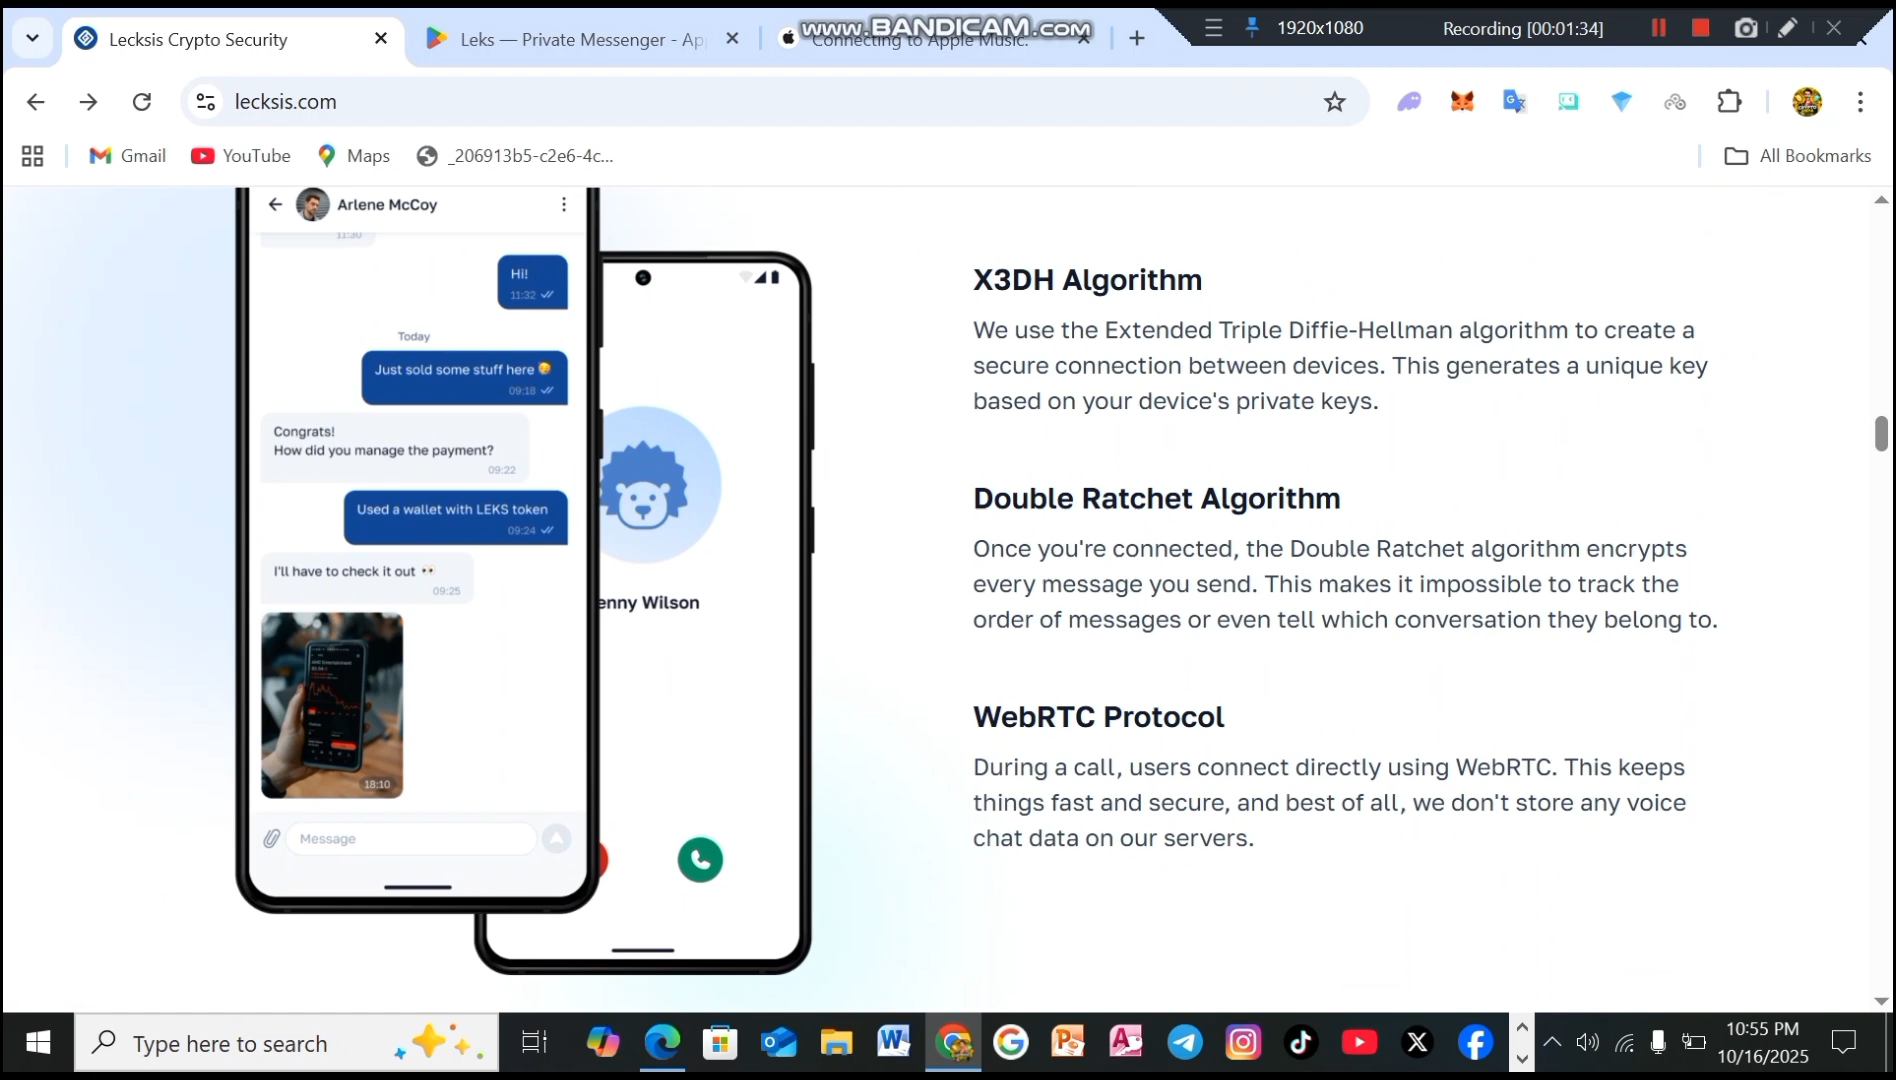 www.BANDICAM.com
1920x1080
Recording [00:01:34]
Lecksis Crypto Security
Leks — Private Messenger - Ap
Connecting to Apple Music.
lecksis.com
Gmail
YouTube
Maps
_206913b5-c2e6-4c...
All Bookmarks
Arlene McCoy
11:30
Hi!
11:32
Today
Just sold some stuff here
09:18
Congrats!
How did you manage the payment?
09:22
Used a wallet with LEKS token
09:24
I'll have to check it out
09:25
18:10
Message
enny Wilson
X3DH Algorithm
We use the Extended Triple Diffie-Hellman algorithm to create a
secure connection between devices. This generates a unique key
based on your device's private keys.
Double Ratchet Algorithm
Once you're connected, the Double Ratchet algorithm encrypts
every message you send. This makes it impossible to track the
order of messages or even tell which conversation they belong to.
WebRTC Protocol
During a call, users connect directly using WebRTC. This keeps
things fast and secure, and best of all, we don't store any voice
chat data on our servers.
Type here to search
10:55 PM
10/16/2025